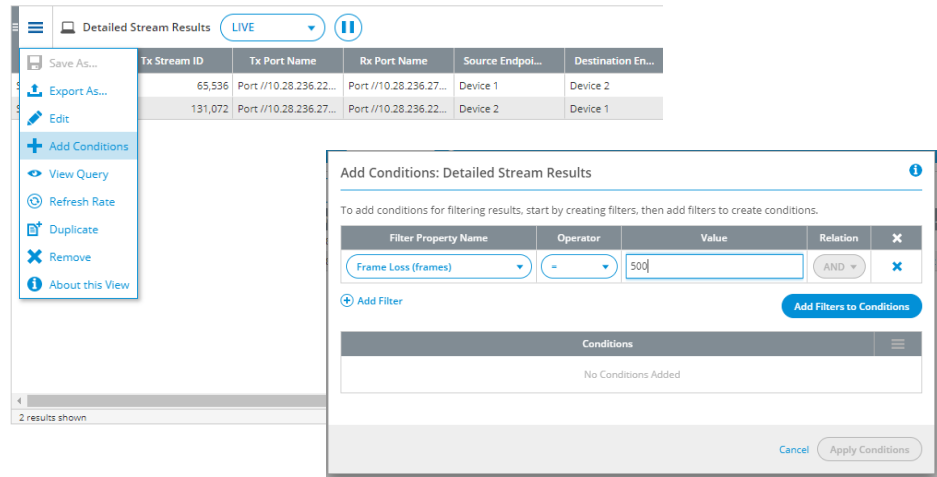 Detailed Stream Results LIVE
Save As...
Export As...
Edit
Add Conditions
View Query
Refresh Rate
Duplicate
Remove
About this View
Tx Stream ID Tx Port Name Rx Port Name Source Endpoi... Destination En...
65,536 Port //10.28.236.22... Port //10.28.236.27... Device 1 Device 2
131,072 Port //10.28.236.27... Port //10.28.236.22... Device 2 Device 1
2 results shown
Add Conditions: Detailed Stream Results
To add conditions for filtering results, start by creating filters, then add filters to create conditions.
Filter Property Name Operator Value Relation
Frame Loss (frames) = 500 AND
Add Filter
Add Filters to Conditions
Conditions
No Conditions Added
Cancel Apply Conditions